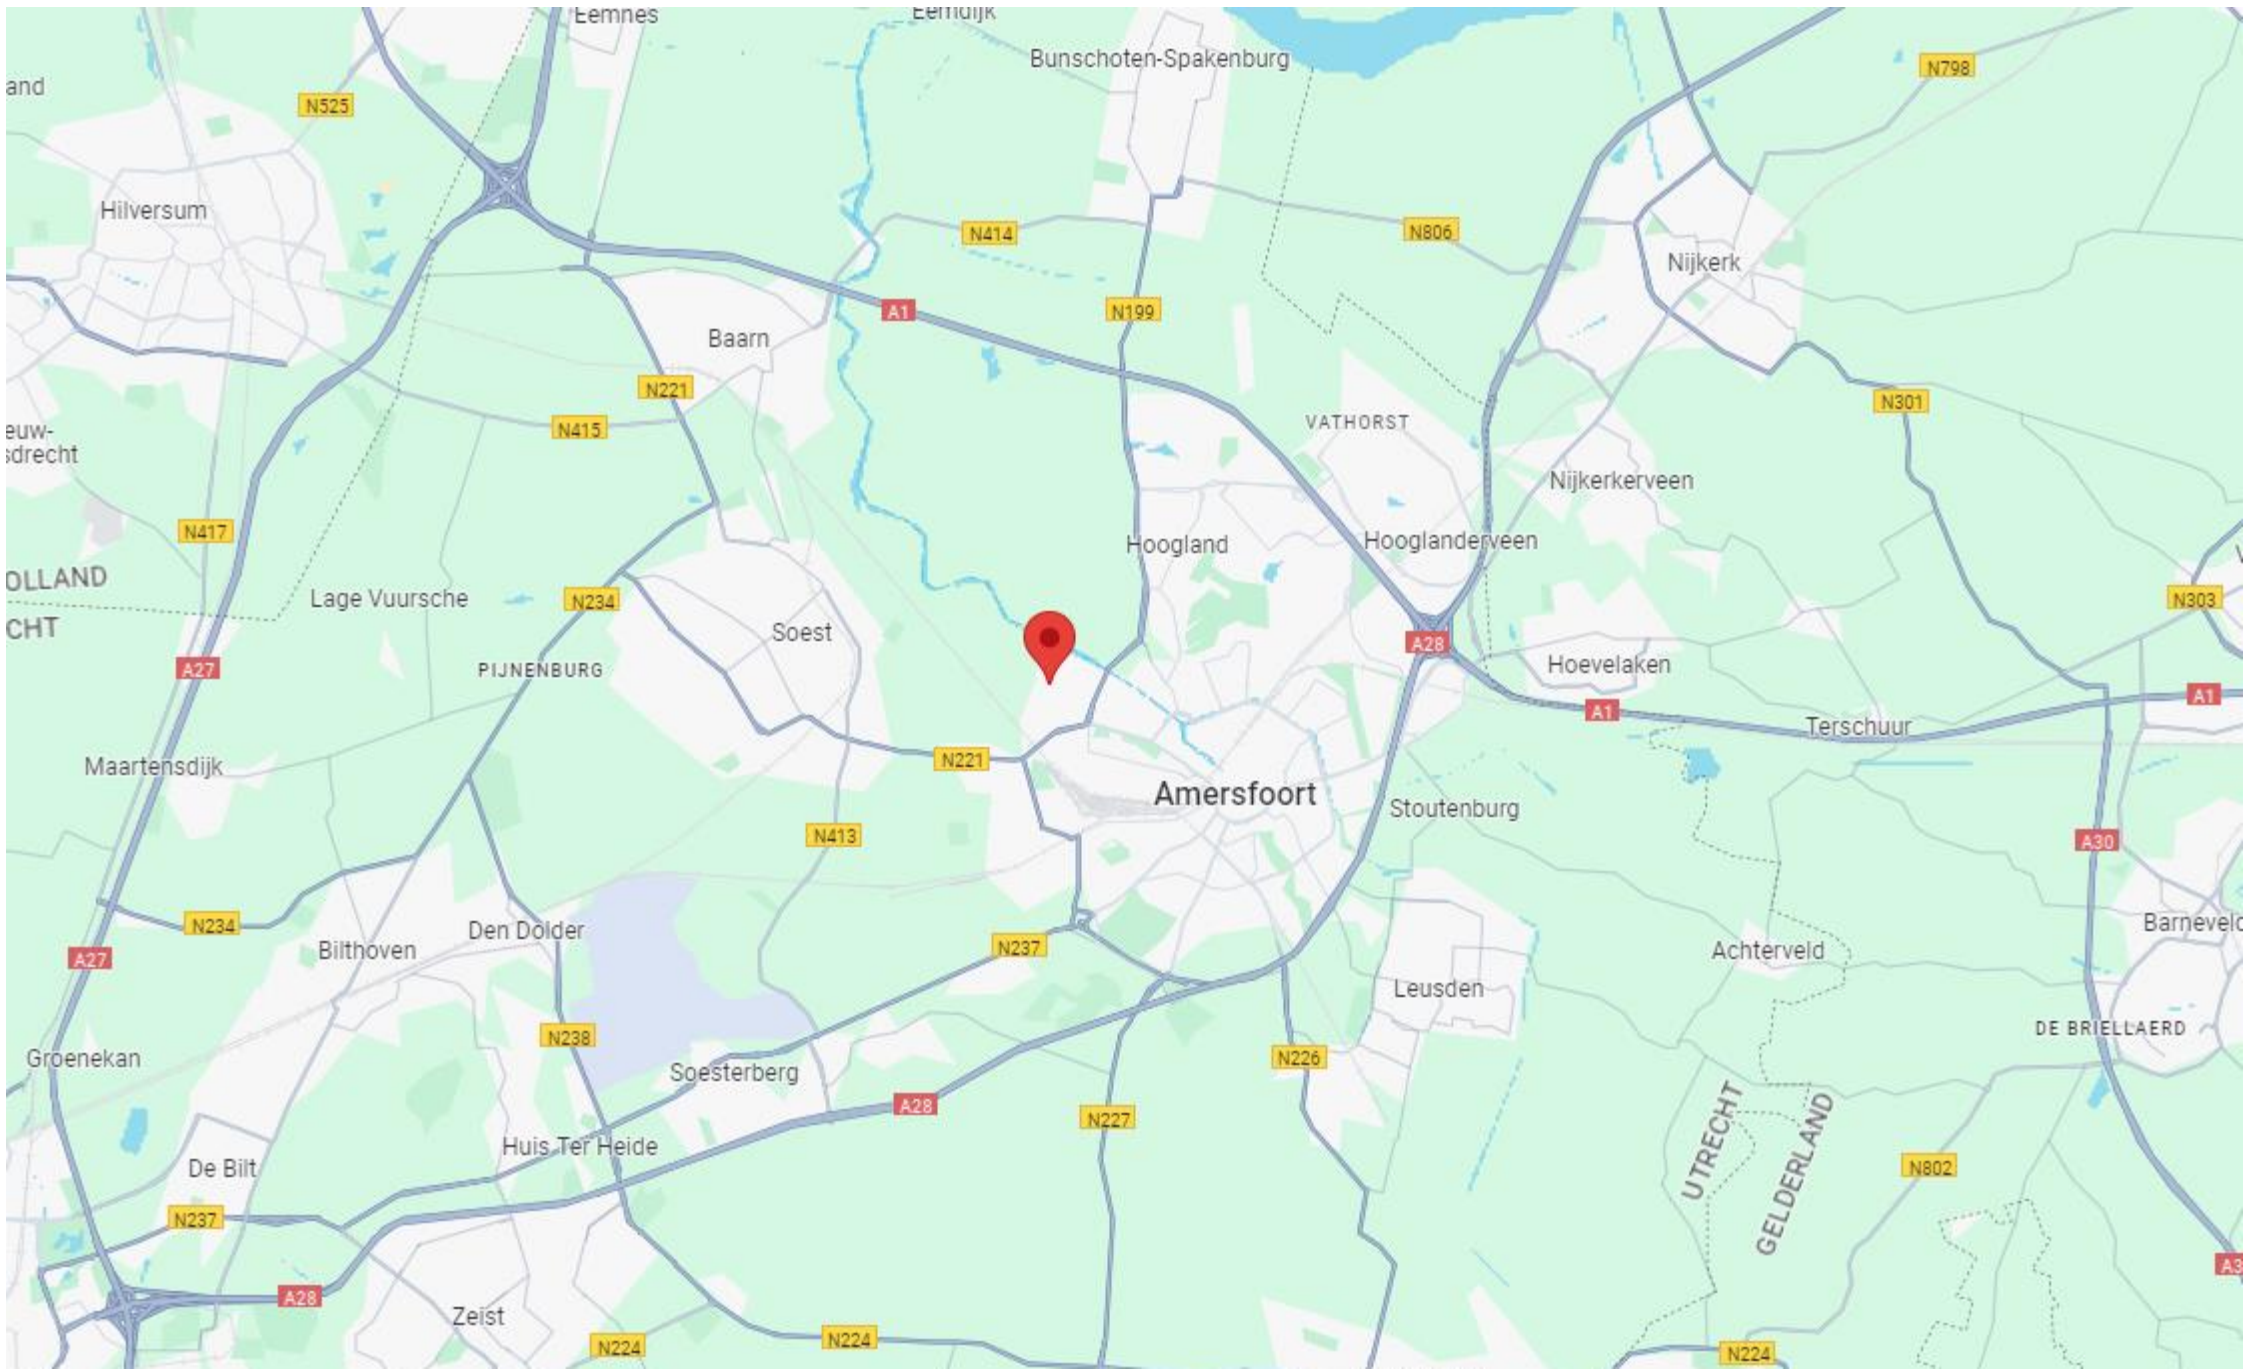 Eemnes
Eemdijk
Bunschoten-Spakenburg
N798
and
N525
Hilversum
N414
N806
Nijkerk
A1
N199
Baarn
N221
N301
N415
VATHORST
euw-
sdrecht
Nijkerkerveen
N417
Hoogland
Hooglanderveen
OLLAND
CHT
Lage Vuursche
N234
N303
Soest
A28
A27
PIJNENBURG
Hoevelaken
A1
A1
Terschuur
Maartensdijk
N221
Amersfoort
Stoutenburg
N413
A30
N234
Den Dolder
Barneveld
Bilthoven
N237
Achterveld
A27
Leusden
N238
DE BRIELLAERD
Groenekan
N226
Soesterberg
A28
N227
UTRECHT
GELDERLAND
Huis Ter Heide
De Bilt
N802
N237
A3
A28
Zeist
N224
N224
N224